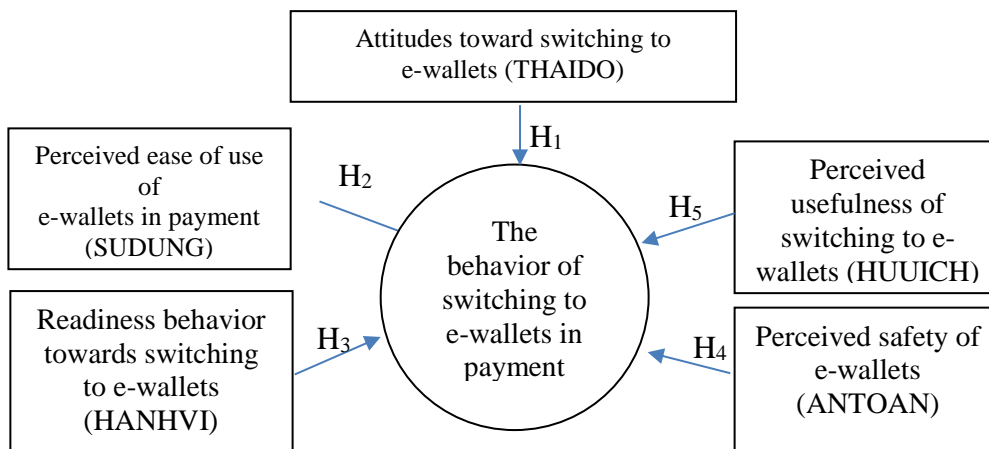 Attitudes toward switching to
e-wallets (THAIDO)
H1
Perceived ease of use
of
e-wallets in payment
(SUDUNG)
H2
Readiness behavior
towards switching
to e-wallets
(HANHVI)
H3
The
behavior of
switching to
e-wallets in
payment
H5
Perceived
usefulness of
switching to e-
wallets (HUUICH)
H4
Perceived safety of
e-wallets
(ANTOAN)